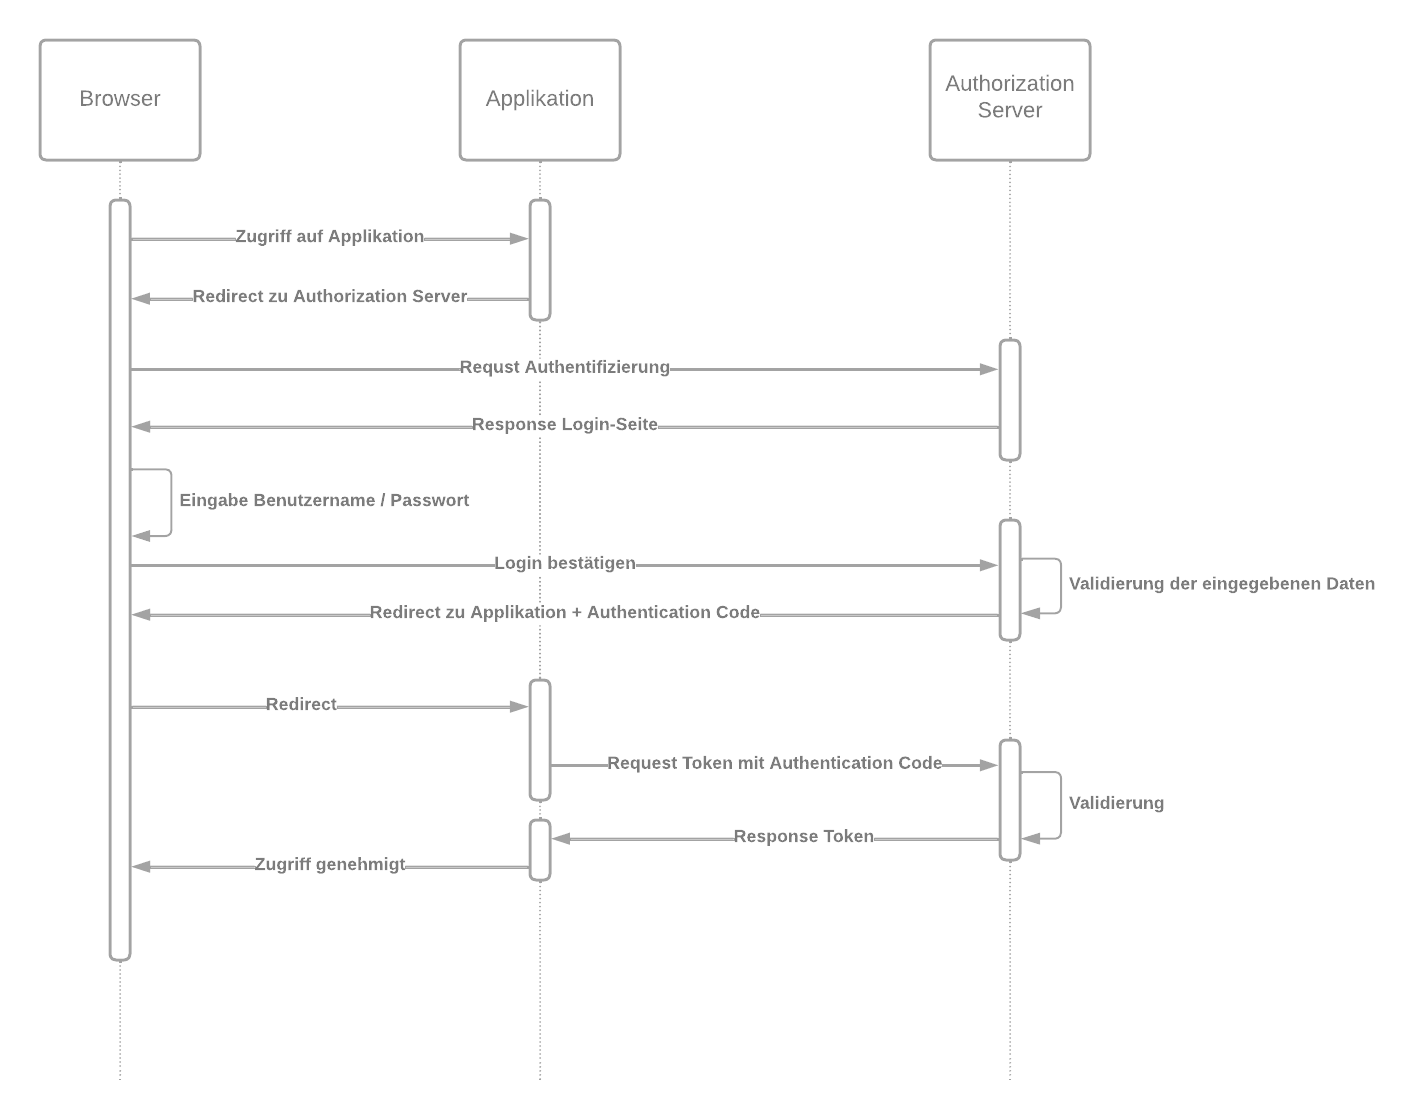 Browser
Applikation
Authorization
Server
Zugriff auf Applikation
Redirect zu Authorization Server
Requst Authentifizierung
Response Login-Seite
Eingabe Benutzername / Passwort
Login bestätigen
Validierung der eingegebenen Daten
Redirect zu Applikation + Authentication Code
Redirect
Request Token mit Authentication Code
Validierung
Response Token
Zugriff genehmigt